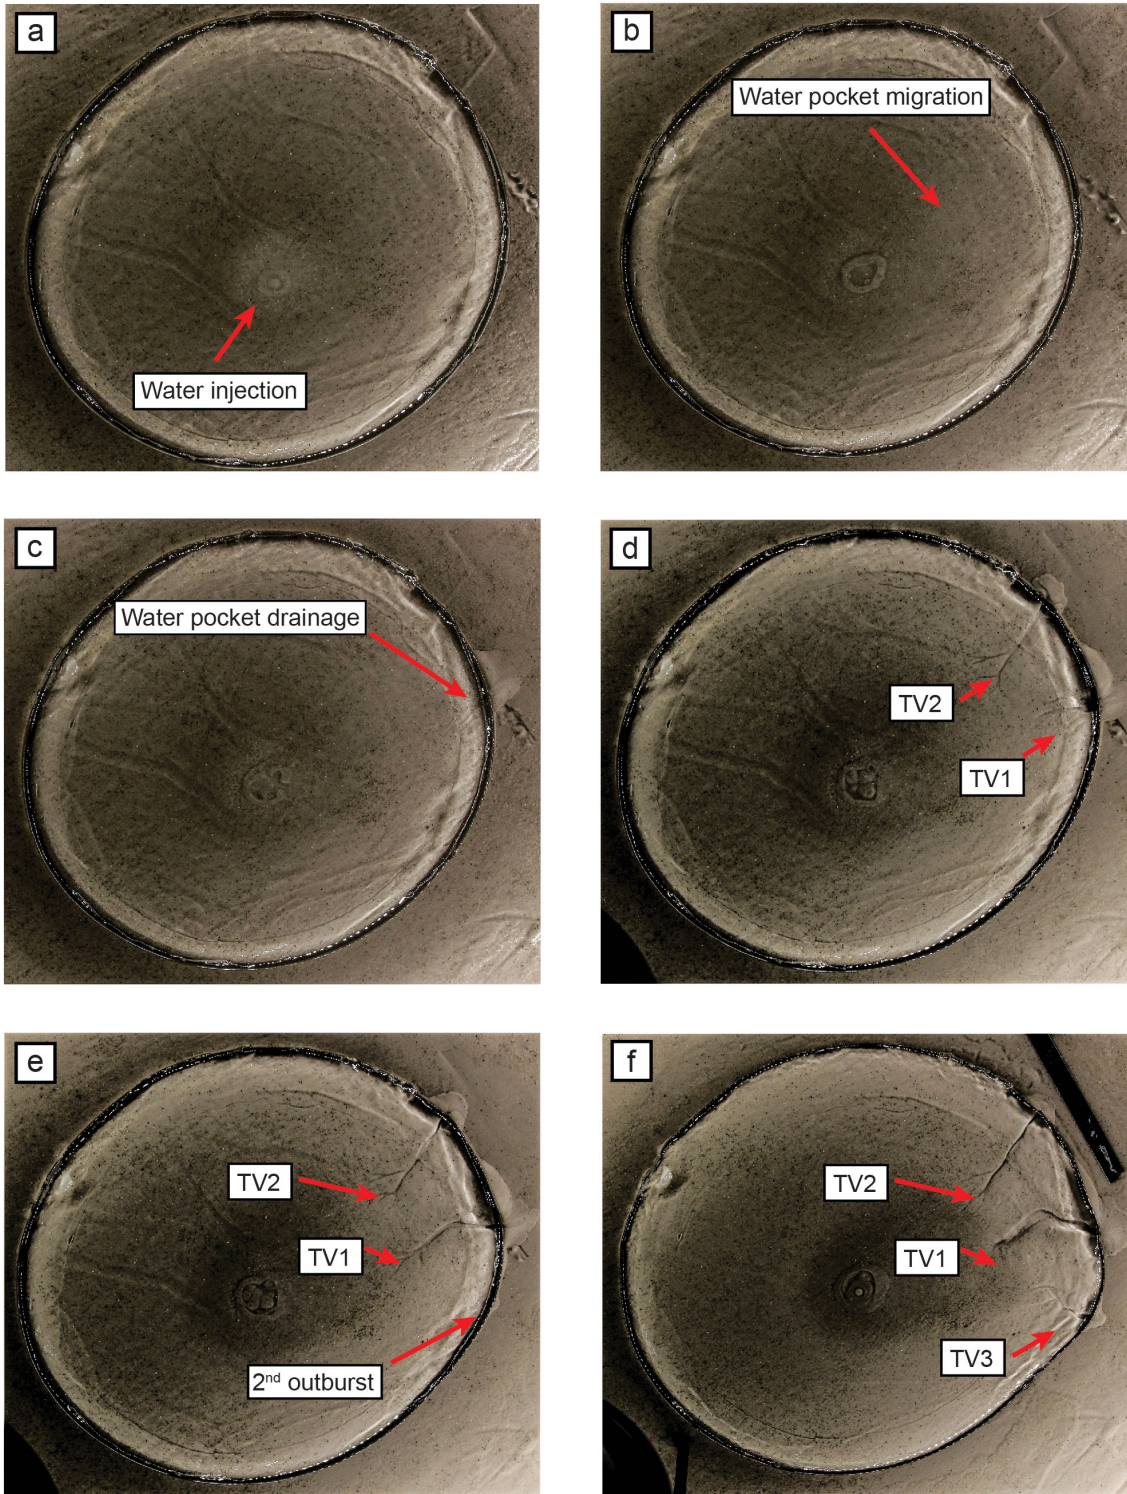 a
Water injection
b
Water pocket migration
c
Water pocket drainage
d
TV2
TV1
e
TV2
TV1
2nd outburst
f
TV2
TV1
TV3